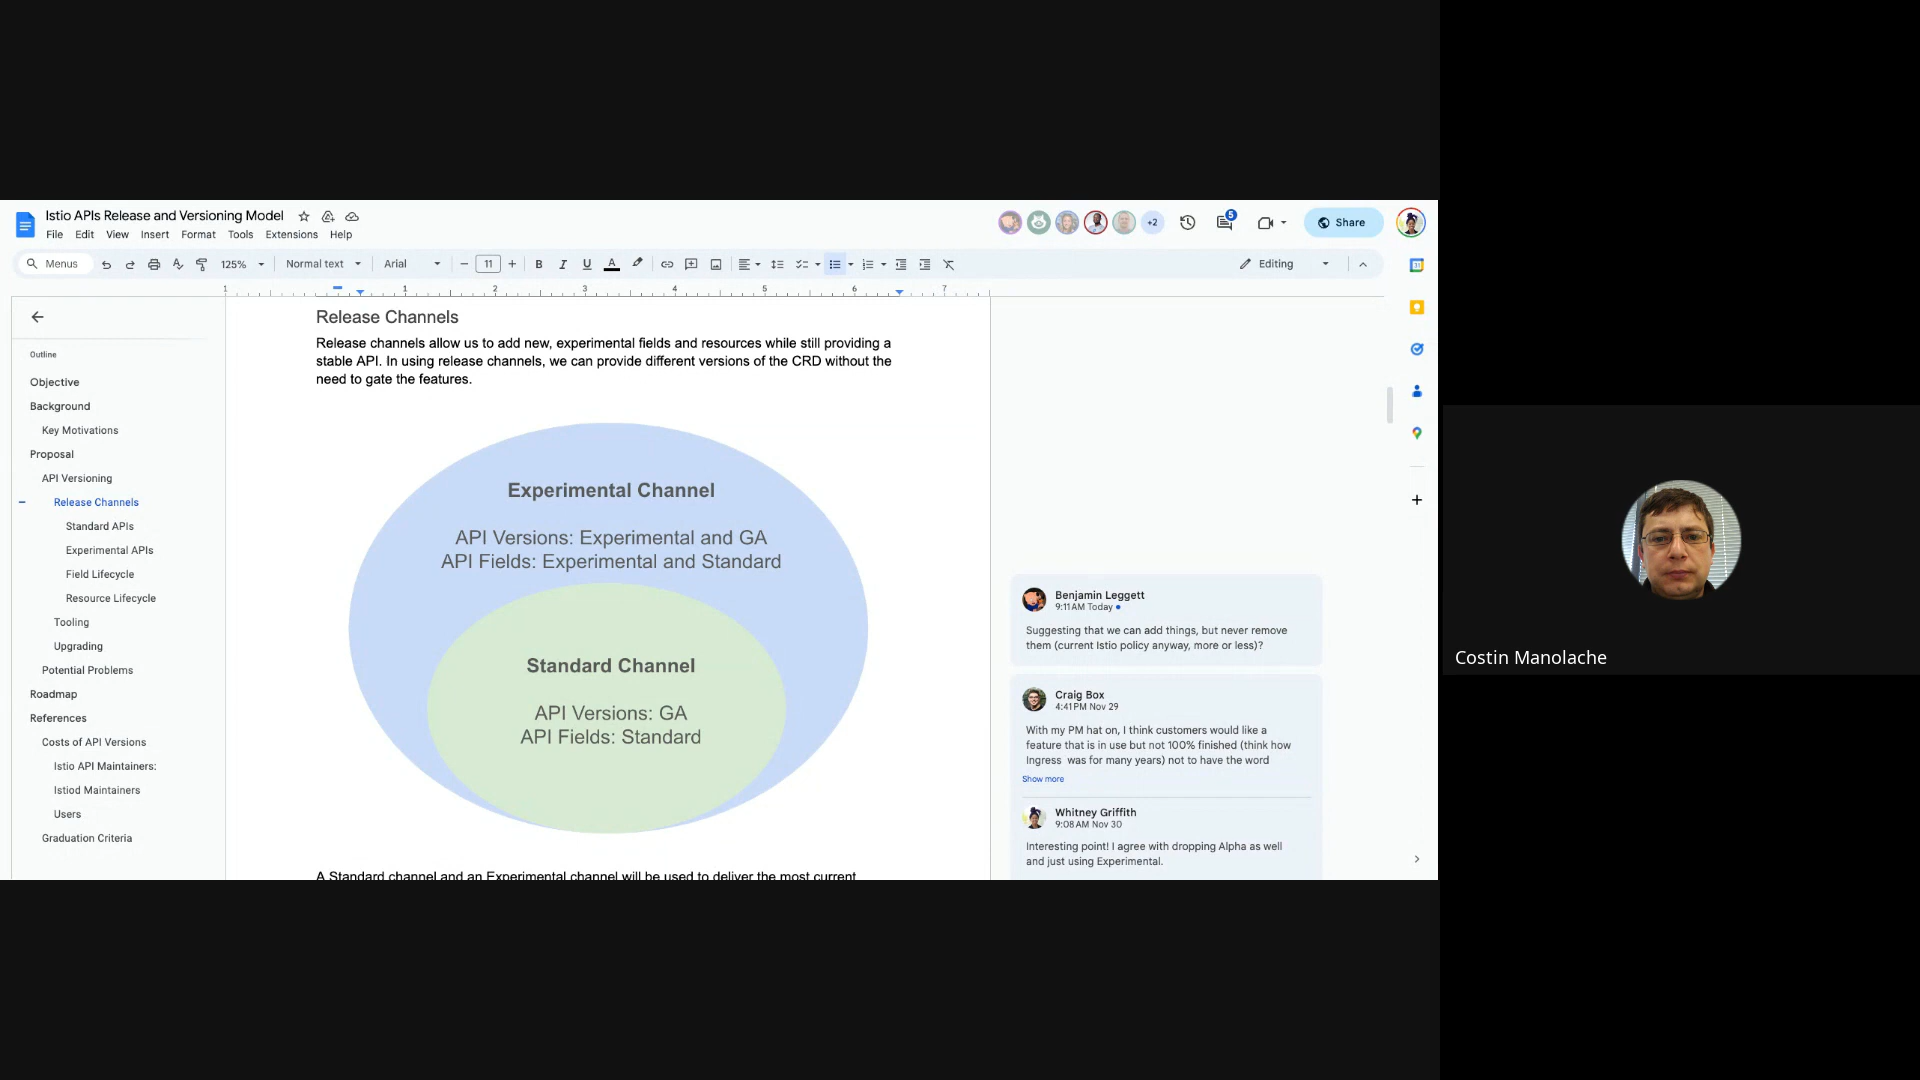 Istio APIs Release and Versioning Model
File Edit View Insert Format Tools Extensions Help
+2
5
Share
Menus
125%
Normal text
Arial
11
Editing
1 1 2 3 4 5 6 7
Outline
Objective
Background
Key Motivations
Proposal
API Versioning
Release Channels
Standard APIs
Experimental APIs
Field Lifecycle
Resource Lifecycle
Tooling
Upgrading
Potential Problems
Roadmap
References
Costs of API Versions
Istio API Maintainers:
Istiod Maintainers
Users
Graduation Criteria
Release Channels
Release channels allow us to add new, experimental fields and resources while still providing a
stable API. In using release channels, we can provide different versions of the CRD without the
need to gate the features.
Experimental Channel
API Versions: Experimental and GA
API Fields: Experimental and Standard
Standard Channel
API Versions: GA
API Fields: Standard
A Standard channel and an Experimental channel will be used to deliver the most current
Benjamin Leggett
9:11 AM Today
Suggesting that we can add things, but never remove
them (current Istio policy anyway, more or less)?
Craig Box
4:41 PM Nov 29
With my PM hat on, I think customers would like a
feature that is in use but not 100% finished (think how
Ingress was for many years) not to have the word
Show more
Whitney Griffith
9:08 AM Nov 30
Interesting point! I agree with dropping Alpha as well
and just using Experimental.
Costin Manolache